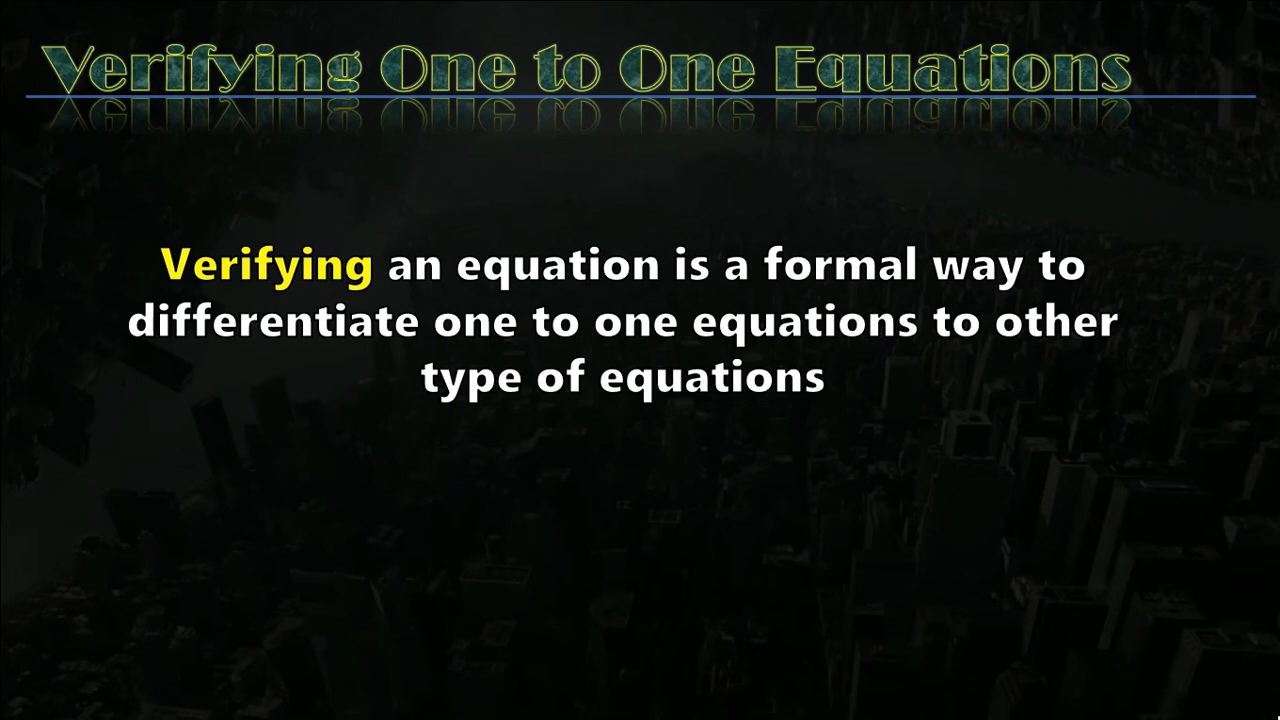 Verifying One to One Equations
Verifying an equation is a formal way to
differentiate one to one equations to other
type of equations